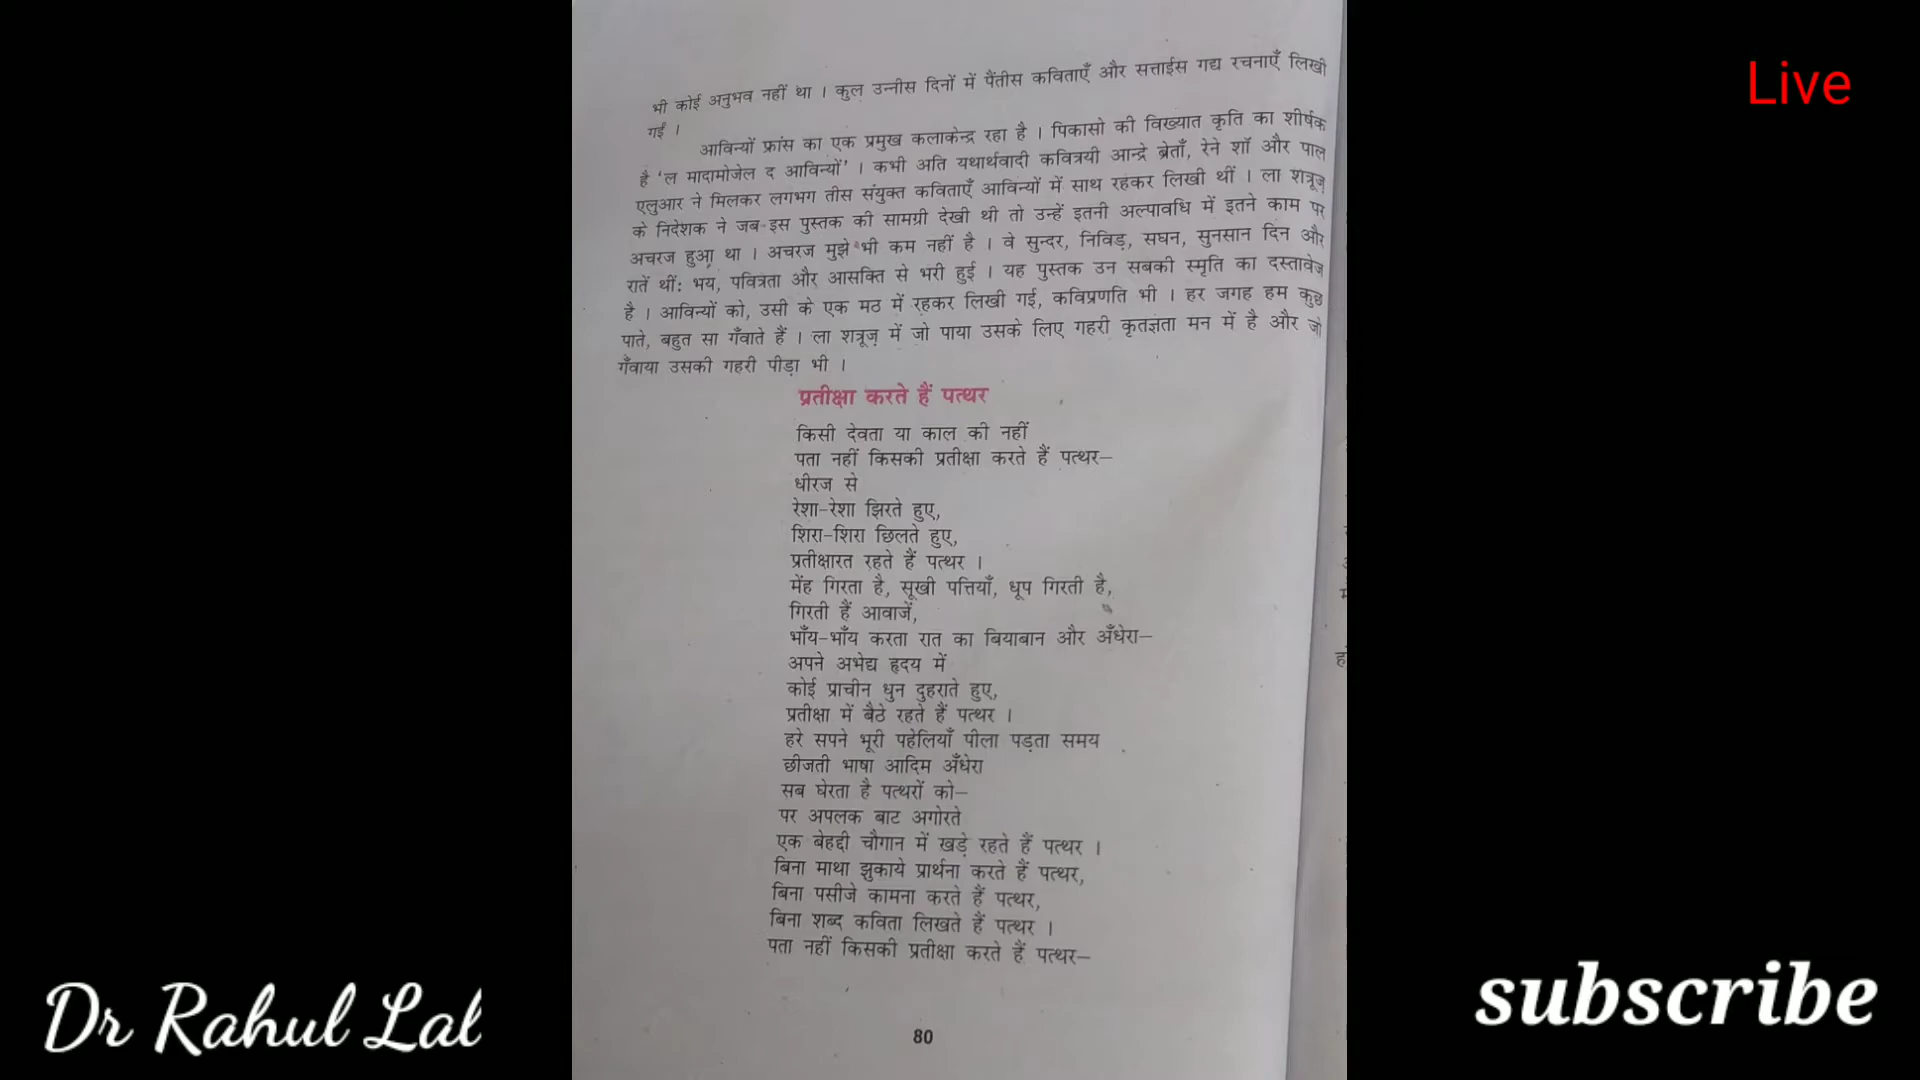 भी कोई अनुभव नहीं था । कुल उन्नीस दिनों में पैंतीस कविताएँ और सत्ताईस गद्य रचनाएँ लिखी
गईं ।
आविन्यों फ्रांस का एक प्रमुख कलाकेन्द्र रहा है । पिकासो की विख्यात कृति का शीर्षक
है ‘ल मादामोजेल द आविन्यों’ । कभी अति यथार्थवादी कवित्रयी आन्द्रे ब्रेताँ, रेने शॉ और पाल
एलुआर ने मिलकर लगभग तीस संयुक्त कविताएँ आविन्यों में साथ रहकर लिखी थीं । ला शत्रूज़
के निदेशक ने जब इस पुस्तक की सामग्री देखी थी तो उन्हें इतनी अल्पावधि में इतने काम पर
अचरज हुआ था । अचरज मुझे भी कम नहीं है । वे सुन्दर, निविड़, सघन, सुनसान दिन और
रातें थीं: भय, पवित्रता और आसक्ति से भरी हुई । यह पुस्तक उन सबकी स्मृति का दस्तावेज़
है । आविन्यों को, उसी के एक मठ में रहकर लिखी गई, कविप्रणति भी । हर जगह हम कुछ
पाते, बहुत सा गँवाते हैं । ला शत्रूज़ में जो पाया उसके लिए गहरी कृतज्ञता मन में है और जो
गँवाया उसकी गहरी पीड़ा भी ।
प्रतीक्षा करते हैं पत्थर
किसी देवता या काल की नहीं
पता नहीं किसकी प्रतीक्षा करते हैं पत्थर–
धीरज से
रेशा-रेशा झिरते हुए,
शिरा-शिरा छिलते हुए,
प्रतीक्षारत रहते हैं पत्थर ।
मेंह गिरता है, सूखी पत्तियाँ, धूप गिरती है,
गिरती हैं आवाजें,
भाँय-भाँय करता रात का बियाबान और अँधेरा–
अपने अभेद्य हृदय में
कोई प्राचीन धुन दुहराते हुए,
प्रतीक्षा में बैठे रहते हैं पत्थर ।
हरे सपने भूरी पहेलियाँ पीला पड़ता समय
छीजती भाषा आदिम अँधेरा
सब घेरता है पत्थरों को–
पर अपलक बाट अगोरते
एक बेहद्दी चौगान में खड़े रहते हैं पत्थर ।
बिना माथा झुकाये प्रार्थना करते हैं पत्थर,
बिना पसीजे कामना करते हैं पत्थर,
बिना शब्द कविता लिखते हैं पत्थर ।
पता नहीं किसकी प्रतीक्षा करते हैं पत्थर–
80
Live
Dr Rahul Lal
subscribe